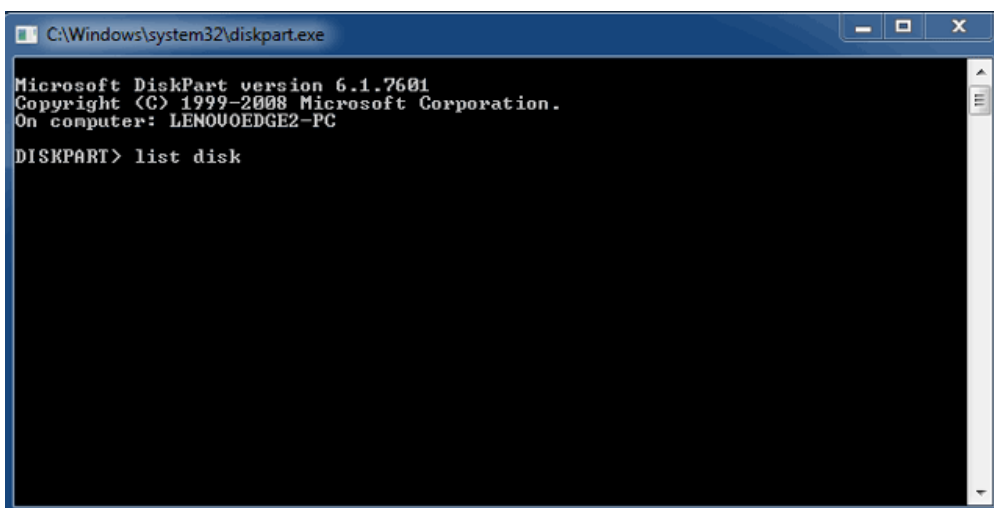 C:\Windows\system32\diskpart.exe
Microsoft DiskPart version 6.1.7601
Copyright (C) 1999-2008 Microsoft Corporation.
On computer: LENOVOEDGE2-PC
DISKPART> list disk